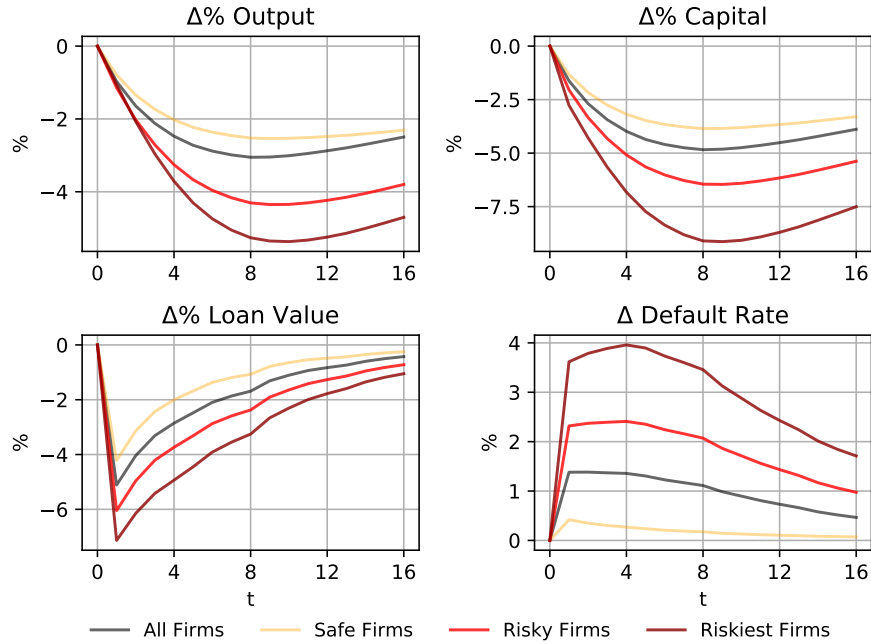 Δ% Output
Δ% Capital
0
−2
−4
%
0 4 8 12 16
0.0
−2.5
−5.0
−7.5
%
0 4 8 12 16
Δ% Loan Value
Δ Default Rate
0
−2
−4
−6
%
0 4 8 12 16
t
4
3
2
1
0
%
0 4 8 12 16
t
All Firms Safe Firms Risky Firms Riskiest Firms